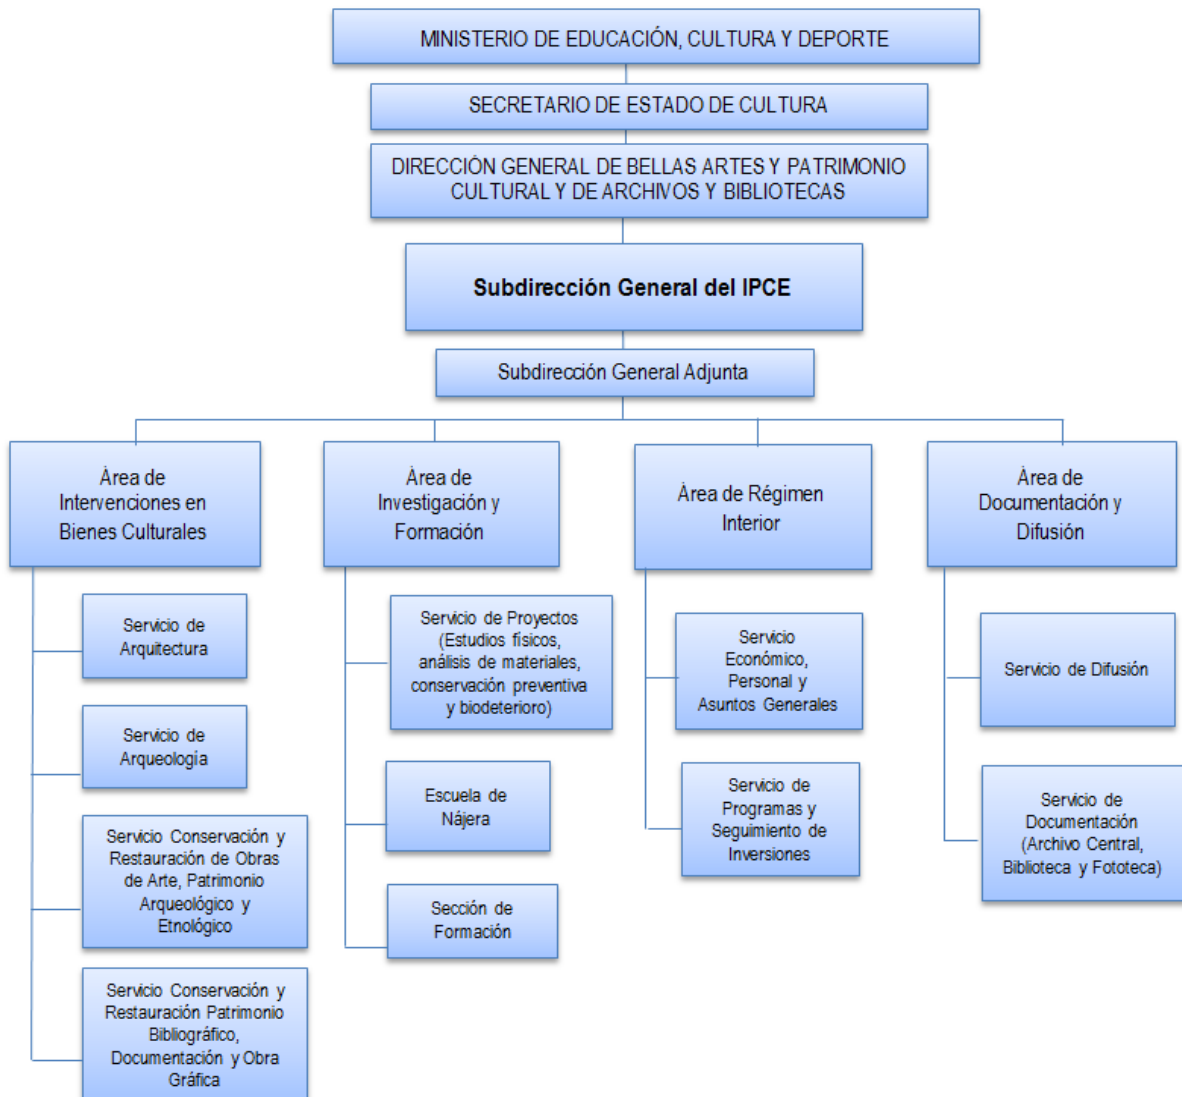 MINISTERIO DE EDUCACIÓN, CULTURA Y DEPORTE
SECRETARIO DE ESTADO DE CULTURA
DIRECCIÓN GENERAL DE BELLAS ARTES Y PATRIMONIO
CULTURAL Y DE ARCHIVOS Y BIBLIOTECAS
Subdirección General del IPCE
Subdirección General Adjunta
Área de
Intervenciones en
Bienes Culturales
Servicio de
Arquitectura
Servicio de
Arqueología
Servicio Conservación y
Restauración de Obras
de Arte, Patrimonio
Arqueológico y
Etnológico
Servicio Conservación y
Restauración Patrimonio
Bibliográfico,
Documentación y Obra
Gráfica
Área de
Investigación y
Formación
Servicio de Proyectos
(Estudios físicos,
análisis de materiales,
conservación preventiva
y biodeterioro)
Escuela de
Nájera
Sección de
Formación
Área de Régimen
Interior
Servicio
Económico,
Personal y
Asuntos Generales
Servicio de
Programas y
Seguimiento de
Inversiones
Área de
Documentación y
Difusión
Servicio de Difusión
Servicio de
Documentación
(Archivo Central,
Biblioteca y Fototeca)